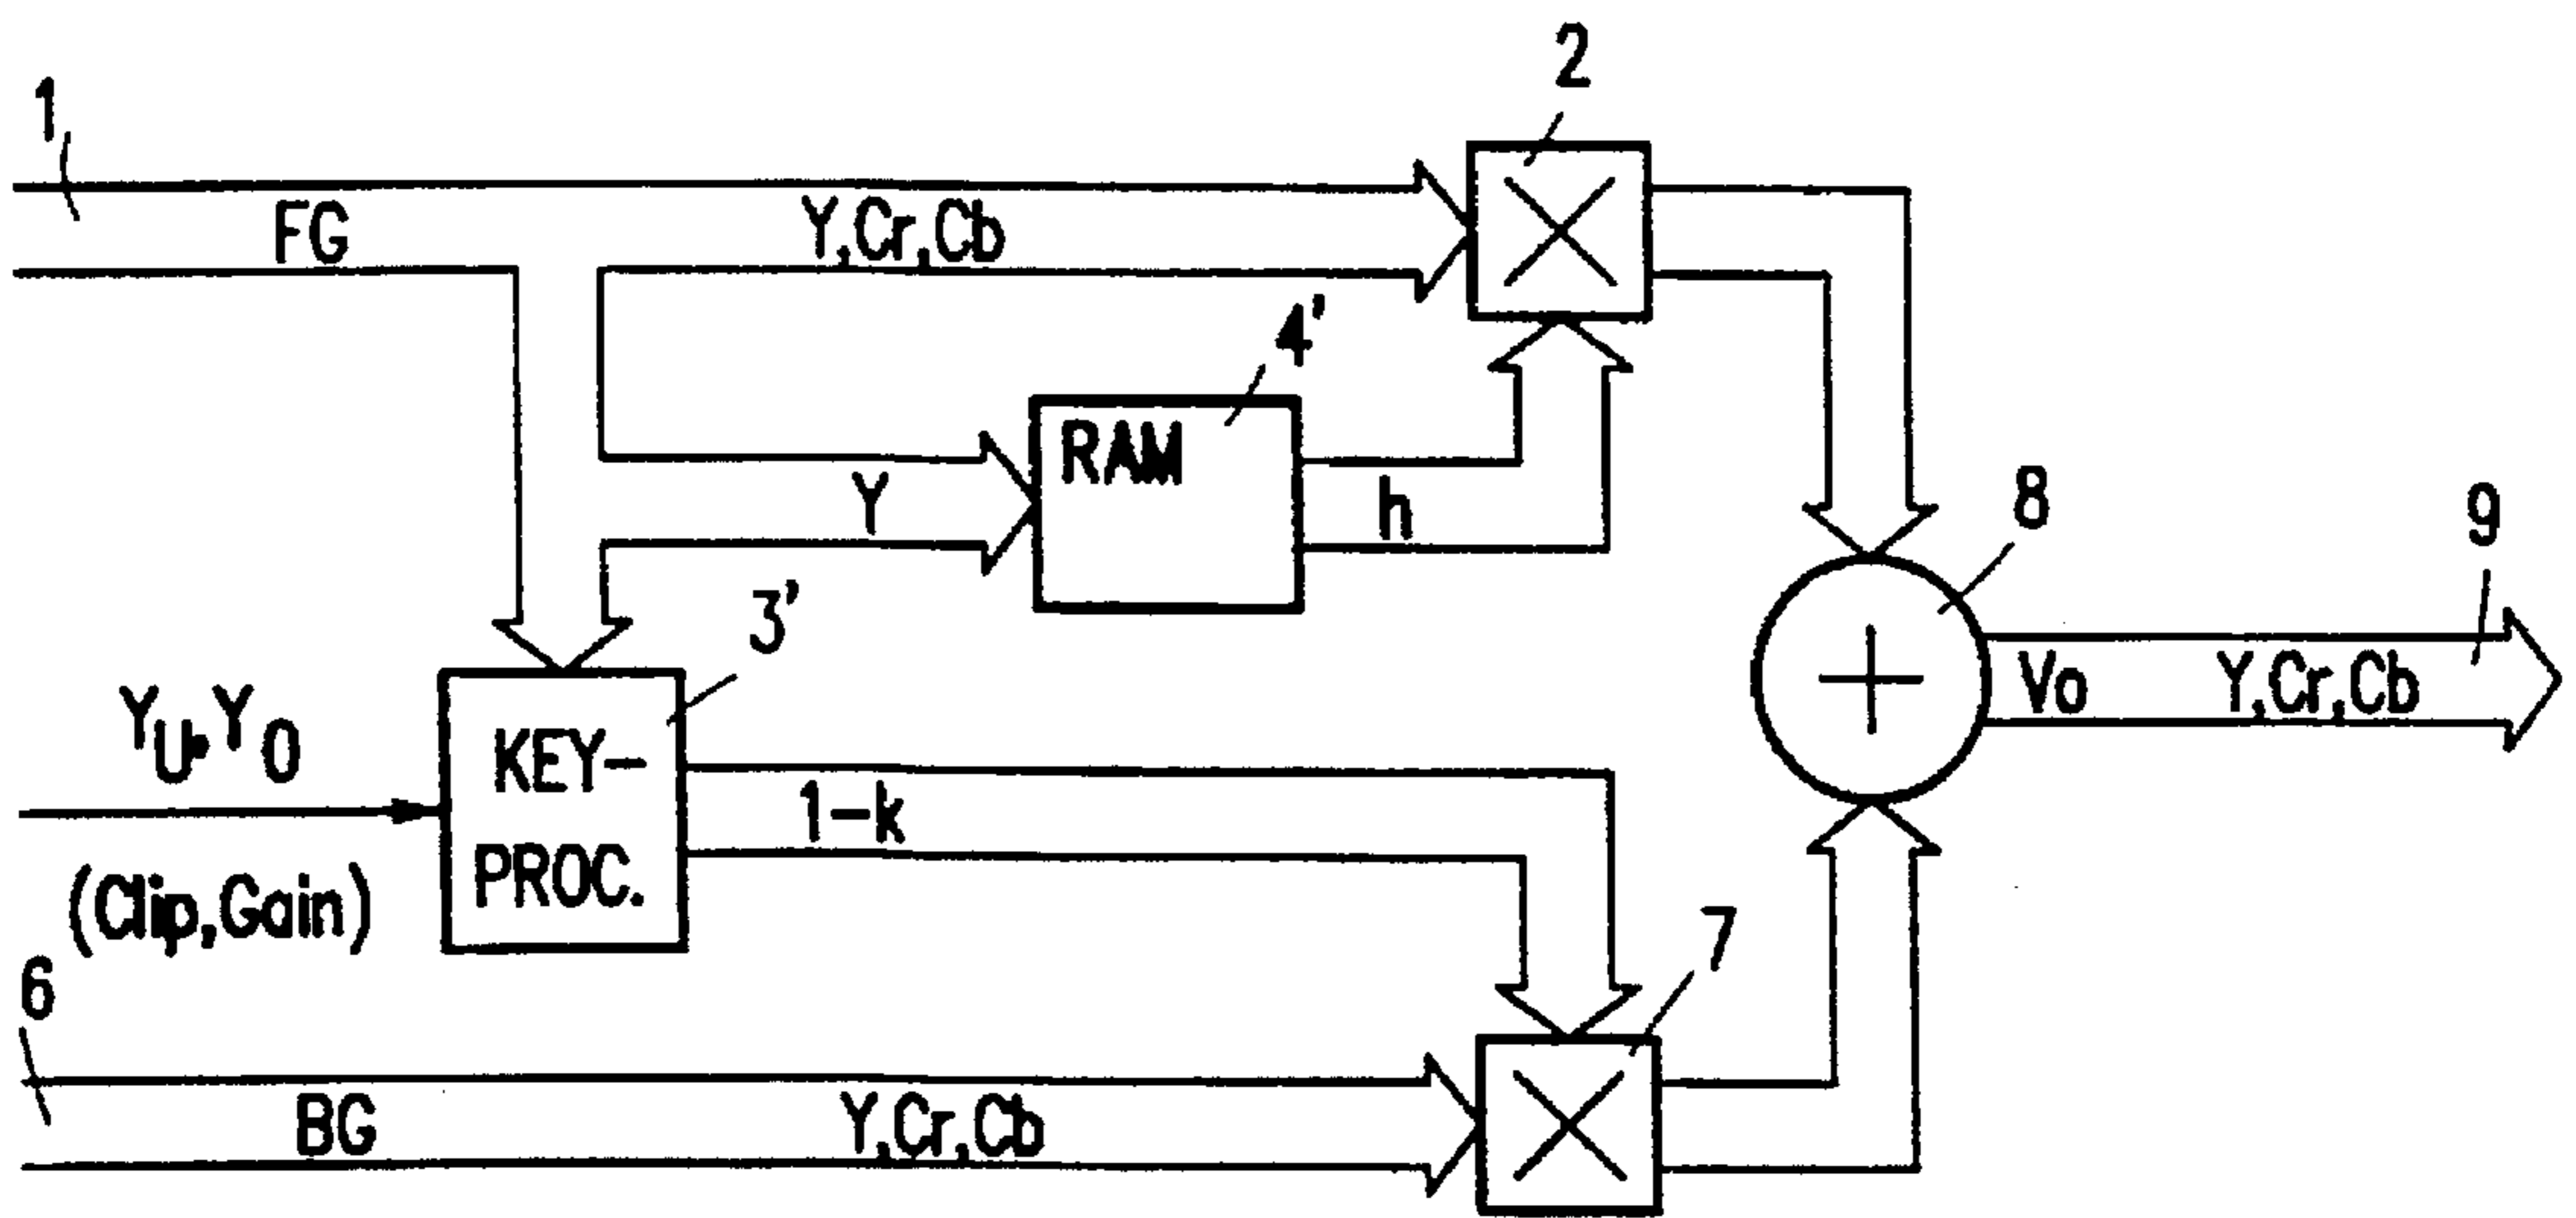 2
1
FG
Y,Cr,Cb
4'
RAM
Y
h
8
9
3'
Vo
Y,Cr,Cb
YU,YO
KEY-
PROC.
1-k
(Clip,Gain)
7
6
BG
Y,Cr,Cb